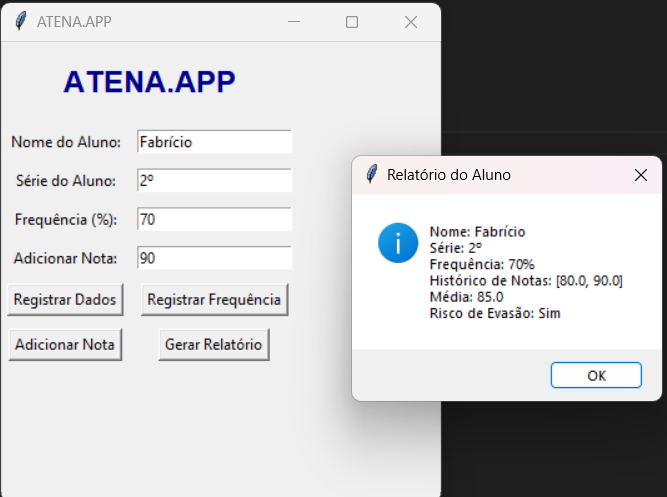 ATENA.APP
ATENA.APP
Nome do Aluno: Fabrício
Série do Aluno: 2º
Frequência (%): 70
Adicionar Nota: 90
Registrar Dados Registrar Frequência
Adicionar Nota Gerar Relatório
Relatório do Aluno
Nome: Fabrício
Série: 2º
Frequência: 70%
Histórico de Notas: [80.0, 90.0]
Média: 85.0
Risco de Evasão: Sim
OK